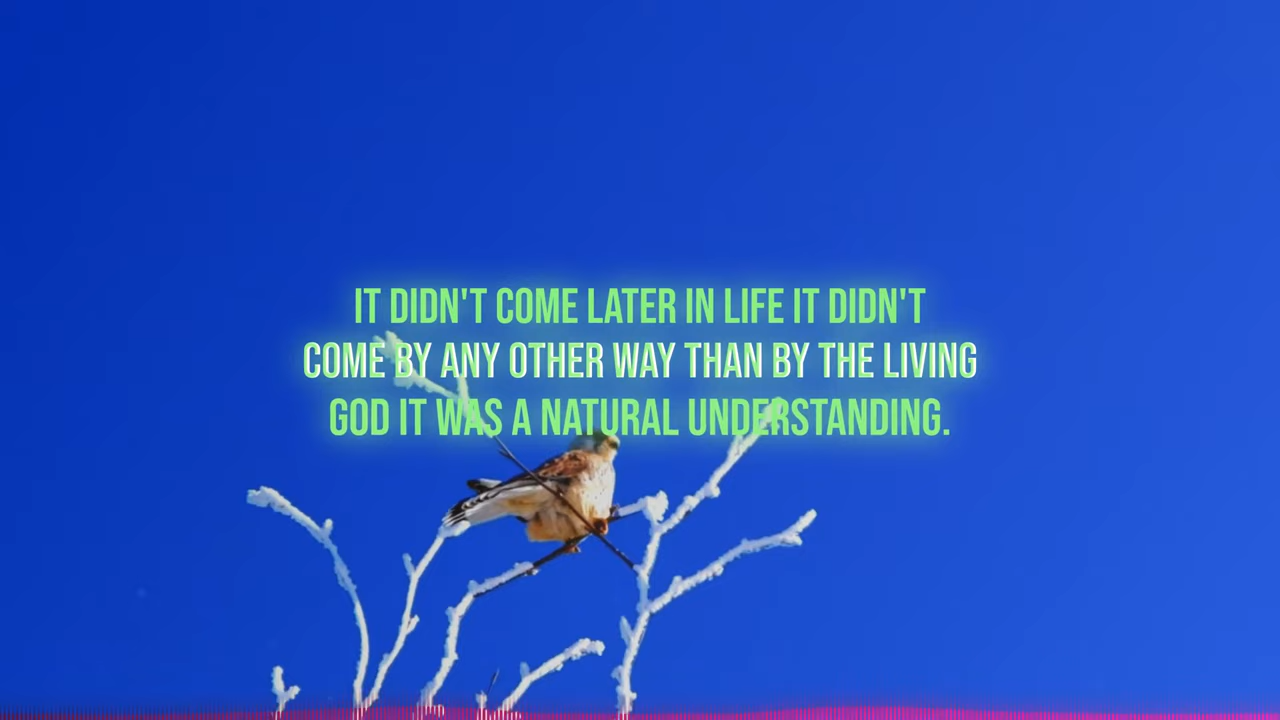 IT DIDN'T COME LATER IN LIFE IT DIDN'T
COME BY ANY OTHER WAY THAN BY THE LIVING
GOD IT WAS A NATURAL UNDERSTANDING.